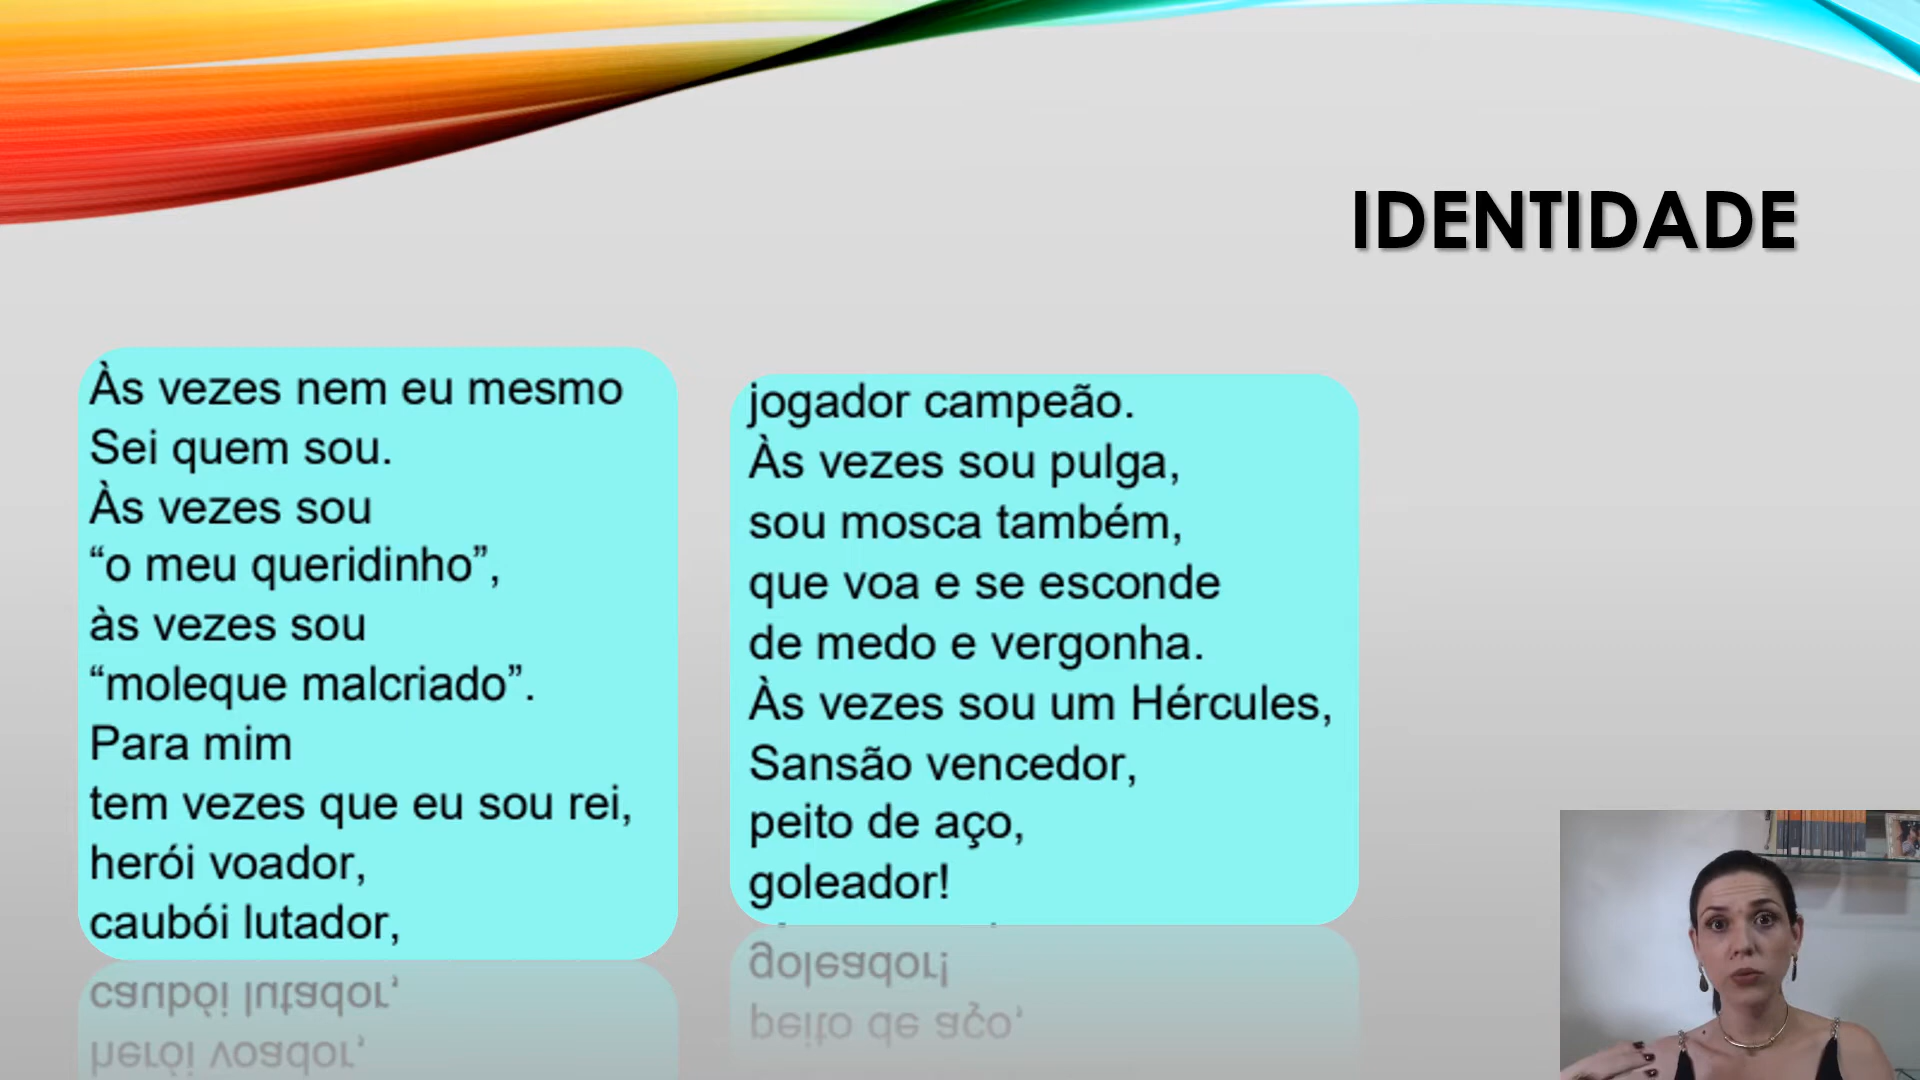 IDENTIDADE
Às vezes nem eu mesmo
Sei quem sou.
Às vezes sou
“o meu queridinho”,
às vezes sou
“moleque malcriado”.
Para mim
tem vezes que eu sou rei,
herói voador,
caubói lutador,
jogador campeão.
Às vezes sou pulga,
sou mosca também,
que voa e se esconde
de medo e vergonha.
Às vezes sou um Hércules,
Sansão vencedor,
peito de aço,
goleador!